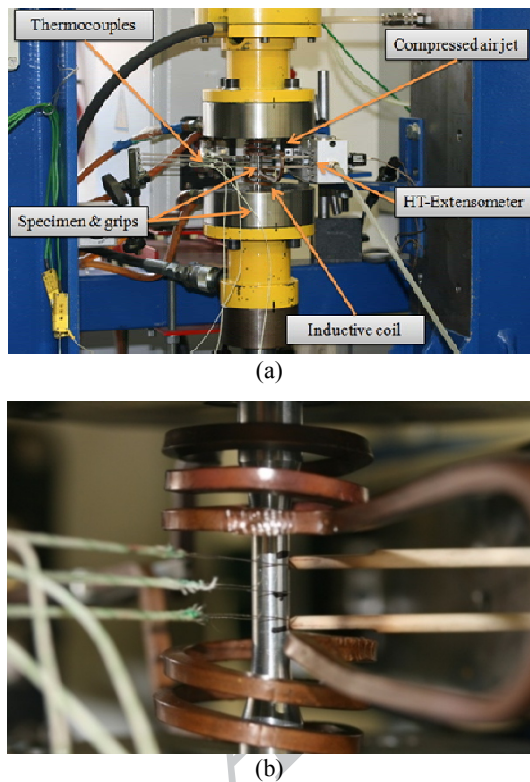 Thermocouples
Compressed air jet
Specimen & grips
HT-Extensometer
Inductive coil
(a)
(b)